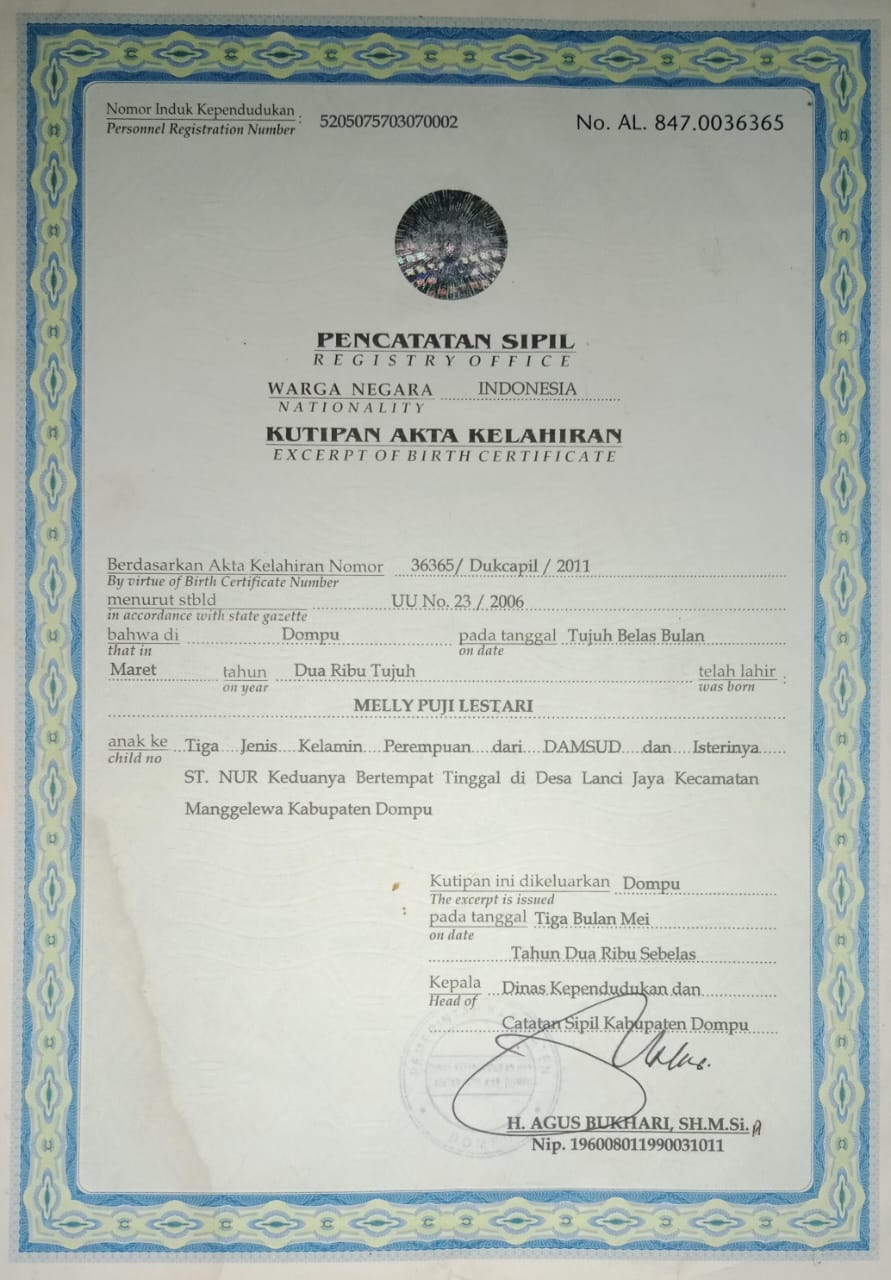 Nomor Induk Kependudukan : 5205075703070002 No. AL. 847.0036365
Personnel Registration Number
PENCATATAN SIPIL
REGISTRY OFFICE
WARGA NEGARA INDONESIA
NATIONALITY
KUTIPAN AKTA KELAHIRAN
EXCERPT OF BIRTH CERTIFICATE
Berdasarkan Akta Kelahiran Nomor 36365/ Dukcapil / 2011
By virtue of Birth Certificate Number
menurut stbld UU No. 23 / 2006
in accordance with state gazette
bahwa di Dompu pada tanggal Tujuh Belas Bulan
that in on date
Maret tahun Dua Ribu Tujuh telah lahir :
on year was born
MELLY PUJI LESTARI
anak ke Tiga Jenis Kelamin Perempuan dari DAMSUD dan Isterinya
child no
ST. NUR Keduanya Bertempat Tinggal di Desa Lanci Jaya Kecamatan
Manggelewa Kabupaten Dompu
Kutipan ini dikeluarkan Dompu
The excerpt is issued
pada tanggal Tiga Bulan Mei
on date
Tahun Dua Ribu Sebelas
Kepala Dinas Kependudukan dan
Head of
Catatan Sipil Kabupaten Dompu
H. AGUS BUKHARI, SH.M.Si.
Nip. 196008011990031011